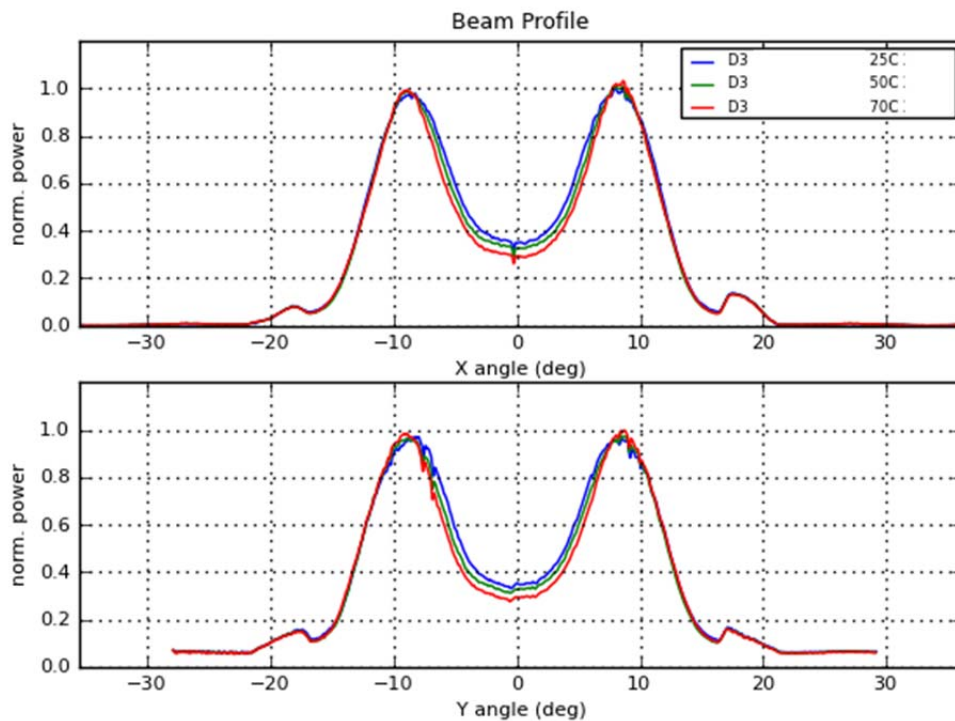 Beam Profile
D3 25C :
D3 50C :
D3 70C :
norm. power
1.0
0.8
0.6
0.4
0.2
0.0
−30 −20 −10 0 10 20 30
X angle (deg)
norm. power
1.0
0.8
0.6
0.4
0.2
0.0
−30 −20 −10 0 10 20 30
Y angle (deg)